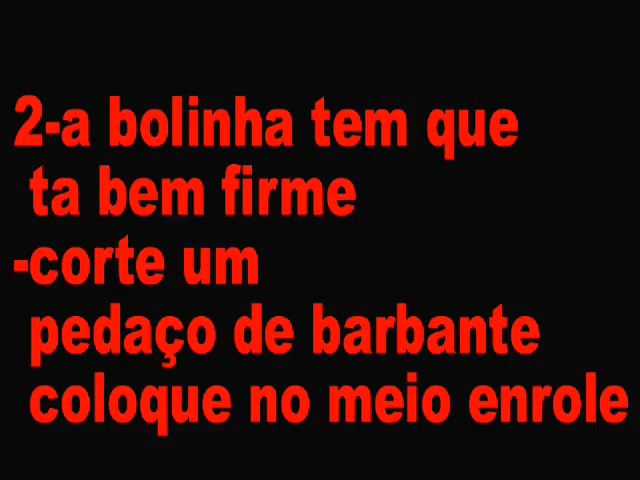 2-a bolinha tem que
ta bem firme
-corte um
pedaço de barbante
coloque no meio enrole